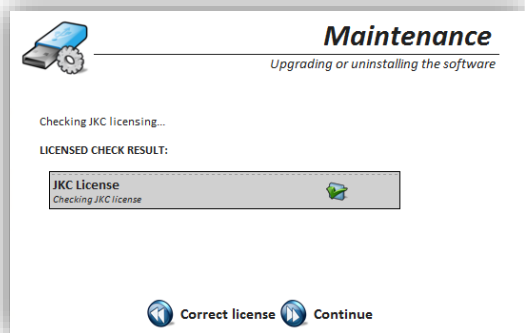 Maintenance
Upgrading or uninstalling the software
Checking JKC licensing...
LICENSED CHECK RESULT:
JKC License
Checking JKC license
Correct license Continue